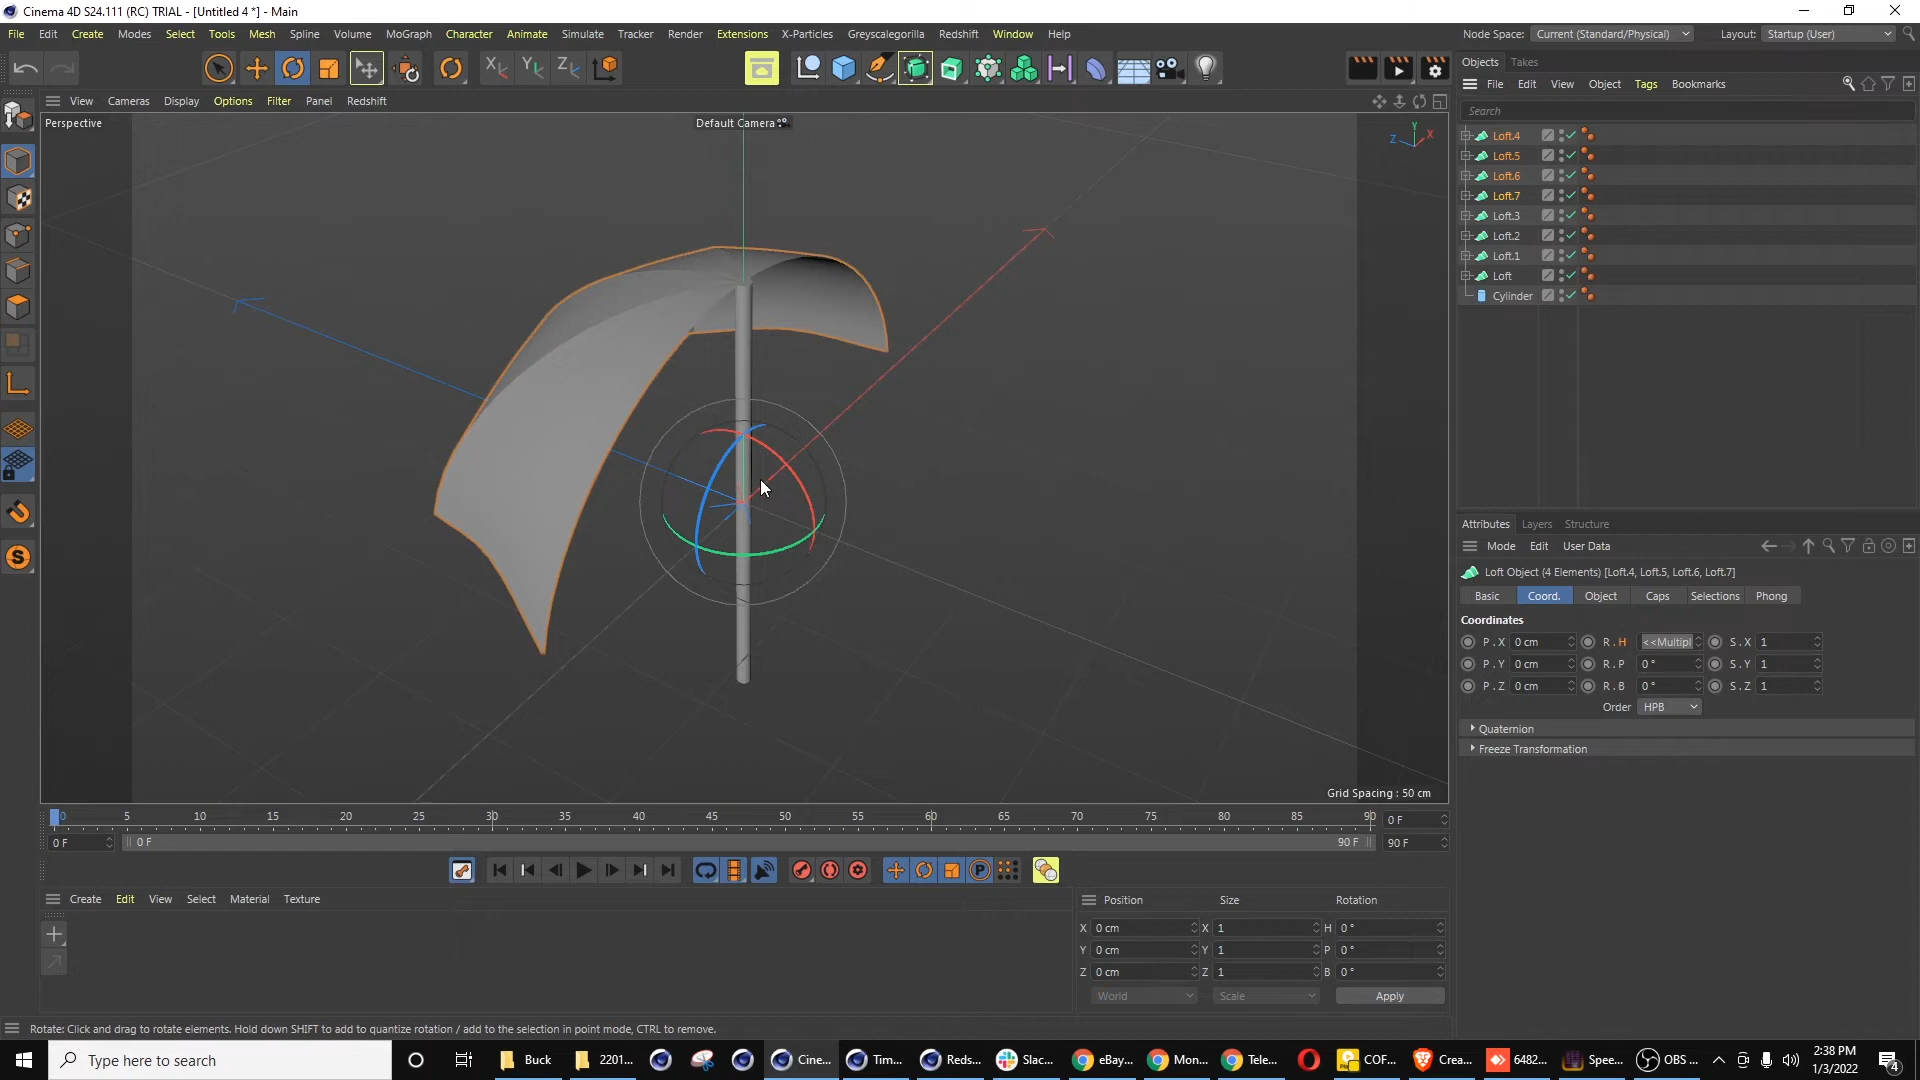 Cinema 4D S24.111 (RC) TRIAL - [Untitled 4 *] - Main
File Edit Create Modes Select Tools Mesh Spline Volume MoGraph Character Animate Simulate Tracker Render Extensions X-Particles Greyscalegorilla Redshift Window Help
Node Space: Current (Standard/Physical) Layout: Startup (User)
Objects Takes
File Edit View Object Tags Bookmarks
Search
View Cameras Display Options Filter Panel Redshift
Perspective
Default Camera
Y
X
Z
Loft.4
Loft.5
Loft.6
Loft.7
Loft.3
Loft.2
Loft.1
Loft
Cylinder
Attributes Layers Structure
Mode Edit User Data
Loft Object (4 Elements) [Loft.4, Loft.5, Loft.6, Loft.7]
Basic Coord. Object Caps Selections Phong
Coordinates
P . X 0 cm R . H <<Multipl S . X 1
P . Y 0 cm R . P 0 ° S . Y 1
P . Z 0 cm R . B 0 ° S . Z 1
Order HPB
Quaternion
Freeze Transformation
Grid Spacing : 50 cm
0 5 10 15 20 25 30 35 40 45 50 55 60 65 70 75 80 85 90 0 F
0 F 0 F 90 F 90 F
Create Edit View Select Material Texture
Position Size Rotation
X 0 cm X 1 H 0 °
Y 0 cm Y 1 P 0 °
Z 0 cm Z 1 B 0 °
World Scale Apply
Rotate: Click and drag to rotate elements. Hold down SHIFT to add to quantize rotation / add to the selection in point mode, CTRL to remove.
Type here to search
Buck 2201... Cine... Tim... Reds... Slac... eBay... Mon... Tele... COF... Crea... 6482... Spee... OBS ...
2:38 PM
1/3/2022
4